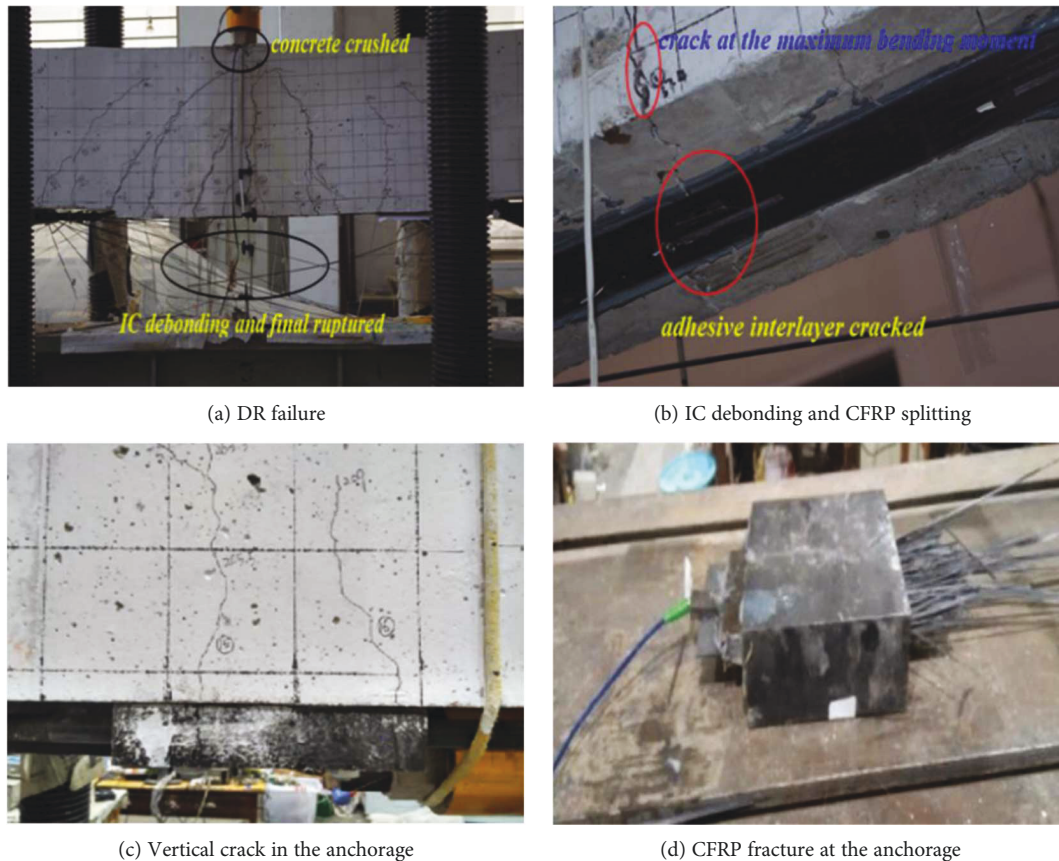 concrete crushed
IC debonding and final ruptured
crack at the maximum bending moment
adhesive interlayer cracked
(a) DR failure
(b) IC debonding and CFRP splitting
(c) Vertical crack in the anchorage
(d) CFRP fracture at the anchorage